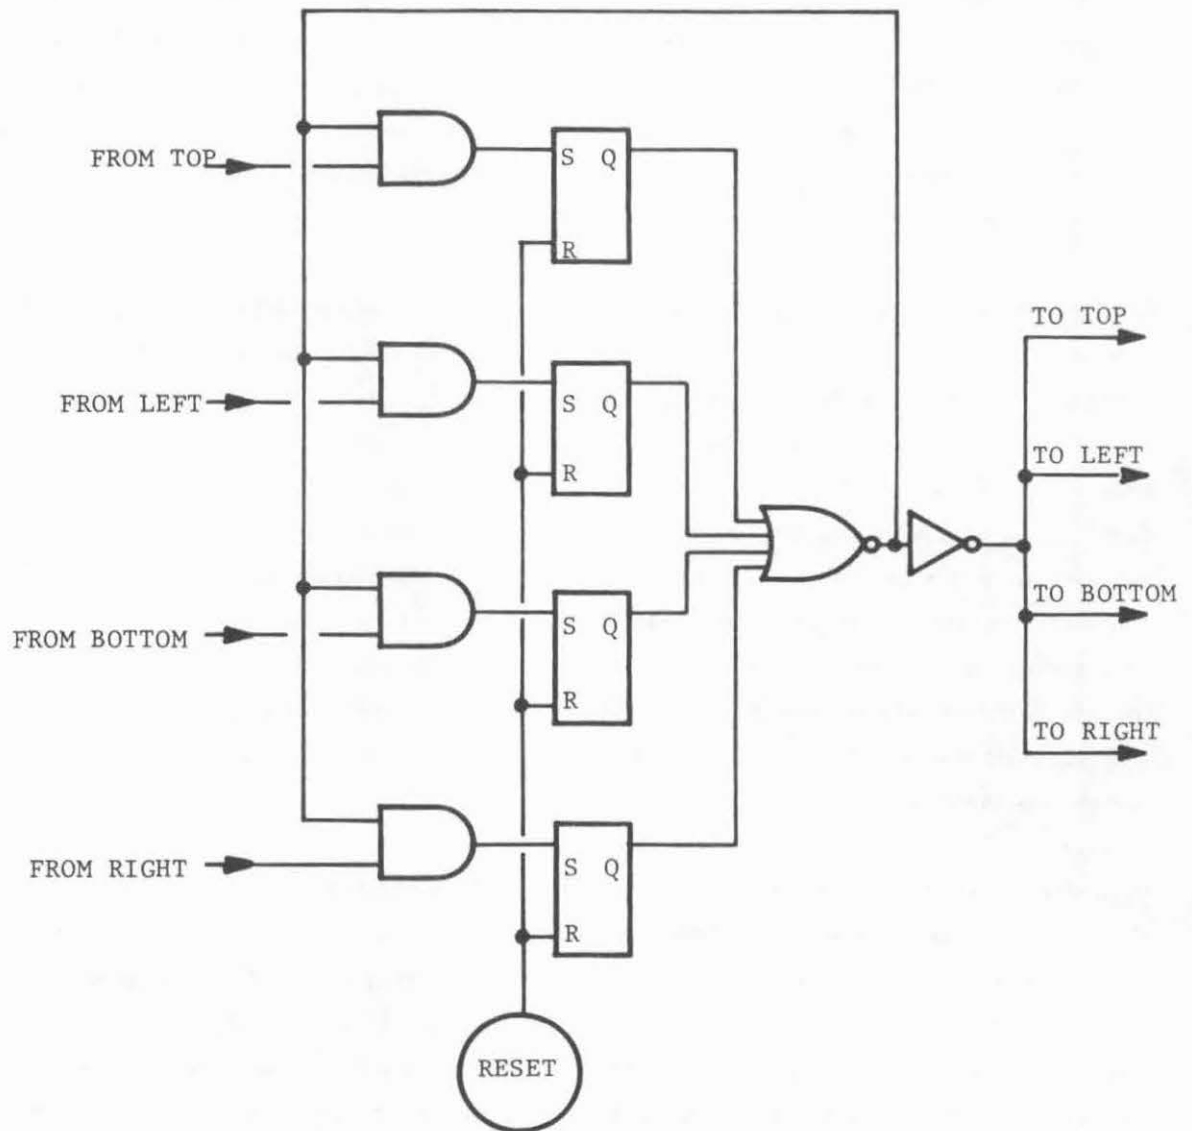 FROM TOP
S Q
R
FROM LEFT
S Q
R
FROM BOTTOM
S Q
R
FROM RIGHT
S Q
R
RESET
TO TOP
TO LEFT
TO BOTTOM
TO RIGHT